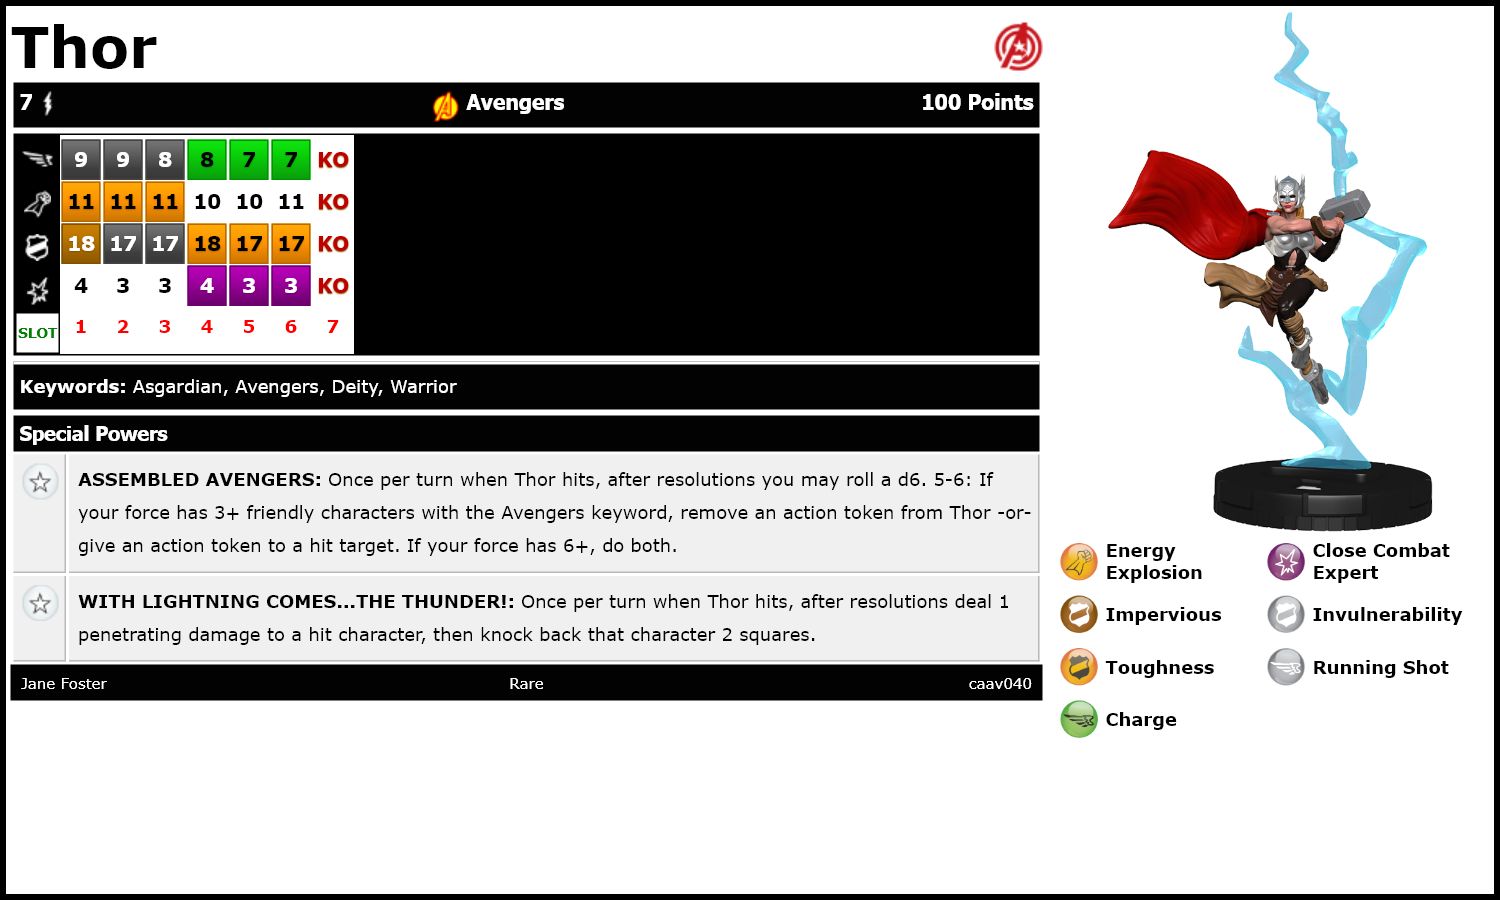 Thor
7 Avengers 100 Points
9 9 8 8 7 7 KO
11 11 11 10 10 11 KO
18 17 17 18 17 17 KO
4 3 3 4 3 3 KO
SLOT 1 2 3 4 5 6 7
Keywords: Asgardian, Avengers, Deity, Warrior
Special Powers
ASSEMBLED AVENGERS: Once per turn when Thor hits, after resolutions you may roll a d6. 5-6: If
your force has 3+ friendly characters with the Avengers keyword, remove an action token from Thor -or-
give an action token to a hit target. If your force has 6+, do both.
WITH LIGHTNING COMES...THE THUNDER!: Once per turn when Thor hits, after resolutions deal 1
penetrating damage to a hit character, then knock back that character 2 squares.
Jane Foster Rare caav040
Energy
Explosion
Close Combat
Expert
Impervious
Invulnerability
Toughness
Running Shot
Charge